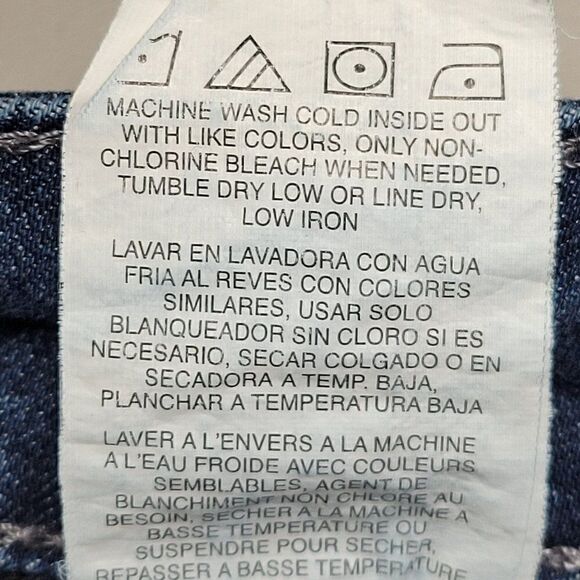 MACHINE WASH COLD INSIDE OUT
WITH LIKE COLORS, ONLY NON-
CHLORINE BLEACH WHEN NEEDED,
TUMBLE DRY LOW OR LINE DRY,
LOW IRON
LAVAR EN LAVADORA CON AGUA
FRIA AL REVES CON COLORES
SIMILARES, USAR SOLO
BLANQUEADOR SIN CLORO SI ES
NECESARIO, SECAR COLGADO O EN
SECADORA A TEMP. BAJA,
PLANCHAR A TEMPERATURA BAJA
LAVER A L'ENVERS A LA MACHINE
A L'EAU FROIDE AVEC COULEURS
SEMBLABLES, AGENT DE
BLANCHIMENT NON CHLORE AU
BESOIN, SECHER A LA MACHINE A
BASSE TEMPERATURE OU
SUSPENDRE POUR SECHER,
REPASSER A BASSE TEMPERATURE